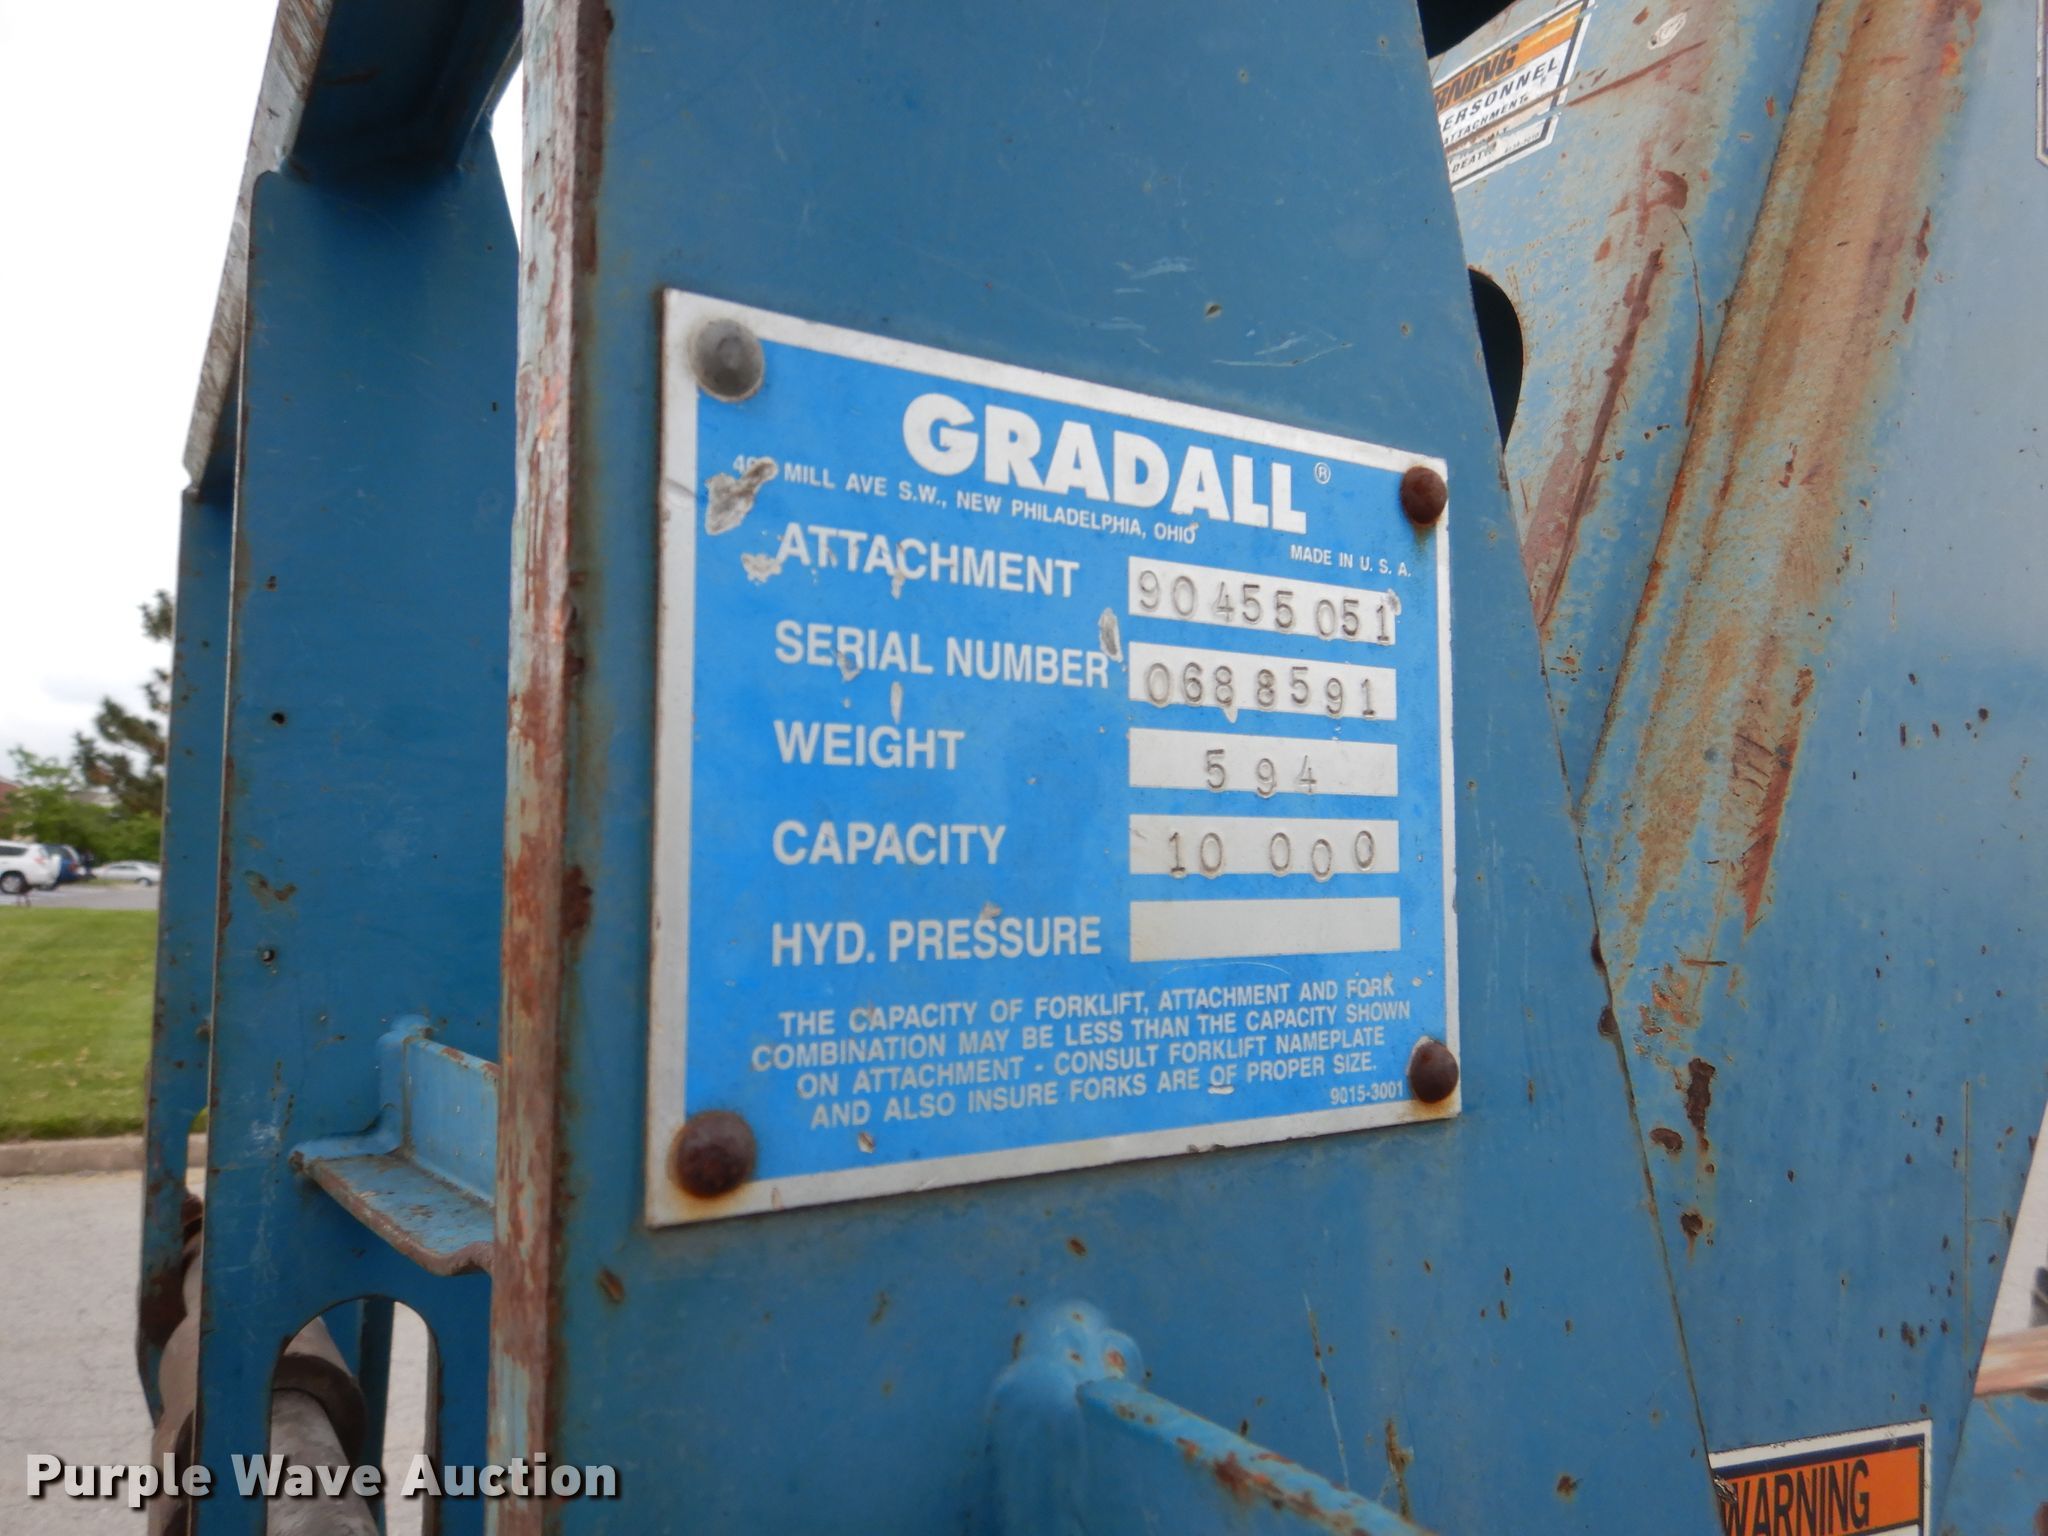 GRADALL®
MILL AVE S.W., NEW PHILADELPHIA, OHIO
MADE IN U. S. A.
ATTACHMENT 90455051
SERIAL NUMBER 0688591
WEIGHT 594
CAPACITY 10 000
HYD. PRESSURE
THE CAPACITY OF FORKLIFT, ATTACHMENT AND FORK
COMBINATION MAY BE LESS THAN THE CAPACITY SHOWN
ON ATTACHMENT - CONSULT FORKLIFT NAMEPLATE
AND ALSO INSURE FORKS ARE OF PROPER SIZE.
9015-3001
WARNING
Purple Wave Auction